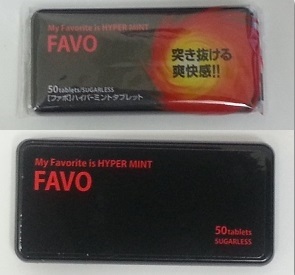 My Favorite is HYPER MINT
FAVO
突き抜ける
爽快感!!
50tablets/SUGARLESS
[ファボ]ハイパーミントタブレット
My Favorite is HYPER MINT
FAVO
50tablets
SUGARLESS